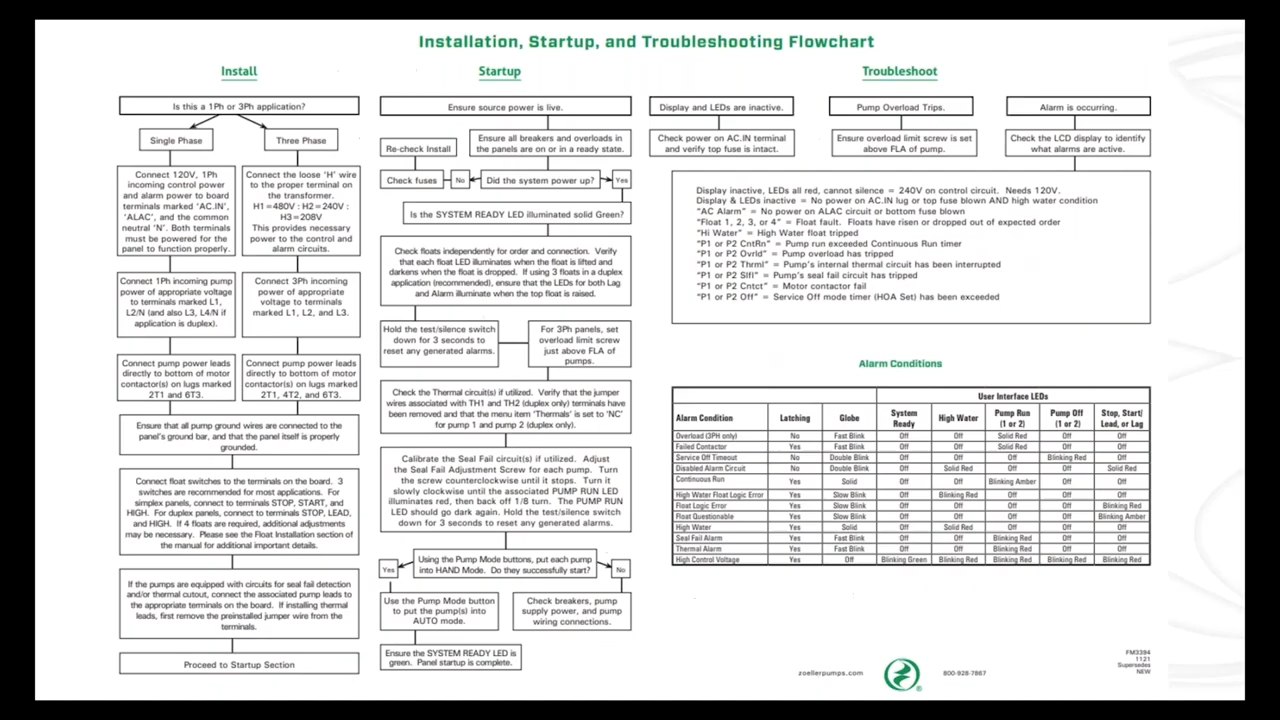 Installation, Startup, and Troubleshooting Flowchart
Install
Is this a 1Ph or 3Ph application?
Single Phase
Three Phase
Connect 120V, 1Ph
incoming control power
and alarm power to board
terminals marked 'AC.IN',
'ALAC', and the common
neutral 'N'. Both terminals
must be powered for the
panel to function properly.
Connect the loose 'H' wire
to the proper terminal on
the transformer.
H1=480V : H2=240V :
H3=208V
This provides necessary
power to the control and
alarm circuits.
Connect 1Ph incoming pump
power of appropriate voltage
to terminals marked L1,
L2/N (and also L3, L4/N if
application is duplex).
Connect 3Ph incoming
power of appropriate
voltage to terminals
marked L1, L2, and L3.
Connect pump power leads
directly to bottom of motor
contactor(s) on lugs marked
2T1 and 6T3.
Connect pump power leads
directly to bottom of motor
contactor(s) on lugs marked
2T1, 4T2, and 6T3.
Ensure that all pump ground wires are connected to the
panel's ground bar, and that the panel itself is properly
grounded.
Connect float switches to the terminals on the board. 3
switches are recommended for most applications. For
simplex panels, connect to terminals STOP, START, and
HIGH. For duplex panels, connect to terminals STOP, LEAD,
and HIGH. If 4 floats are required, additional adjustments
may be necessary. Please see the Float Installation section of
the manual for additional important details.
If the pumps are equipped with circuits for seal fail detection
and/or thermal cutout, connect the associated pump leads to
the appropriate terminals on the board. If installing thermal
leads, first remove the preinstalled jumper wire from the
terminals.
Proceed to Startup Section
Startup
Ensure source power is live.
Re-check Install
Ensure all breakers and overloads in
the panels are on or in a ready state.
Check fuses
No
Did the system power up?
Yes
Is the SYSTEM READY LED illuminated solid Green?
Check floats independently for order and connection. Verify
that each float LED illuminates when the float is lifted and
darkens when the float is dropped. If using 3 floats in a duplex
application (recommended), ensure that the LEDs for both Lag
and Alarm illuminate when the top float is raised.
Hold the test/silence switch
down for 3 seconds to
reset any generated alarms.
For 3Ph panels, set
overload limit screw
just above FLA of
pumps.
Check the Thermal circuit(s) if utilized. Verify that the jumper
wires associated with TH1 and TH2 (duplex only) terminals have
been removed and that the menu item 'Thermals' is set to 'NC'
for pump 1 and pump 2 (duplex only).
Calibrate the Seal Fail circuit(s) if utilized. Adjust
the Seal Fail Adjustment Screw for each pump. Turn
the screw counterclockwise until it stops. Turn it
slowly clockwise until the associated PUMP RUN LED
illuminates red, then back off 1/8 turn. The PUMP RUN
LED should go dark again. Hold the test/silence switch
down for 3 seconds to reset any generated alarms.
Yes
Using the Pump Mode buttons, put each pump
into HAND Mode. Do they successfully start?
No
Use the Pump Mode button
to put the pump(s) into
AUTO mode.
Check breakers, pump
supply power, and pump
wiring connections.
Ensure the SYSTEM READY LED is
green. Panel startup is complete.
Troubleshoot
Display and LEDs are inactive.
Pump Overload Trips.
Alarm is occurring.
Check power on AC.IN terminal
and verify top fuse is intact.
Ensure overload limit screw is set
above FLA of pump.
Check the LCD display to identify
what alarms are active.
Display inactive, LEDs all red, cannot silence = 240V on control circuit. Needs 120V.
Display & LEDs inactive = No power on AC.IN lug or top fuse blown AND high water condition
"AC Alarm" = No power on ALAC circuit or bottom fuse blown
"Float 1, 2, 3, or 4" = Float fault. Floats have risen or dropped out of expected order
"Hi Water" = High Water float tripped
"P1 or P2 CntRn" = Pump run exceeded Continuous Run timer
"P1 or P2 Ovrld" = Pump overload has tripped
"P1 or P2 Thrml" = Pump's internal thermal circuit has been interrupted
"P1 or P2 Slfl" = Pump's seal fail circuit has tripped
"P1 or P2 Cntct" = Motor contactor fail
"P1 or P2 Off" = Service Off mode timer (HOA Set) has been exceeded
Alarm Conditions
User Interface LEDs
Alarm Condition Latching Globe System Ready High Water Pump Run (1 or 2) Pump Off (1 or 2) Stop, Start/ Lead, or Lag
Overload (3PH only) No Fast Blink Off Off Solid Red Off Off
Failed Contactor Yes Fast Blink Off Off Solid Red Off Off
Service Off Timeout No Double Blink Off Off Off Blinking Red Off
Disabled Alarm Circuit No Double Blink Off Solid Red Off Off Solid Red
Continuous Run Yes Solid Off Off Blinking Amber Off Off
High Water Float Logic Error Yes Slow Blink Off Blinking Red Off Off Off
Float Logic Error Yes Slow Blink Off Off Off Off Blinking Red
Float Questionable Yes Slow Blink Off Off Off Off Blinking Amber
High Water Yes Solid Off Solid Red Off Off Off
Seal Fail Alarm Yes Fast Blink Off Off Blinking Red Off Off
Thermal Alarm Yes Fast Blink Off Off Blinking Red Off Off
High Control Voltage Yes Off Blinking Green Blinking Red Blinking Red Blinking Red Blinking Red
zoellerpumps.com
®
800-928-7867
FM3394
1121
Supersedes
NEW